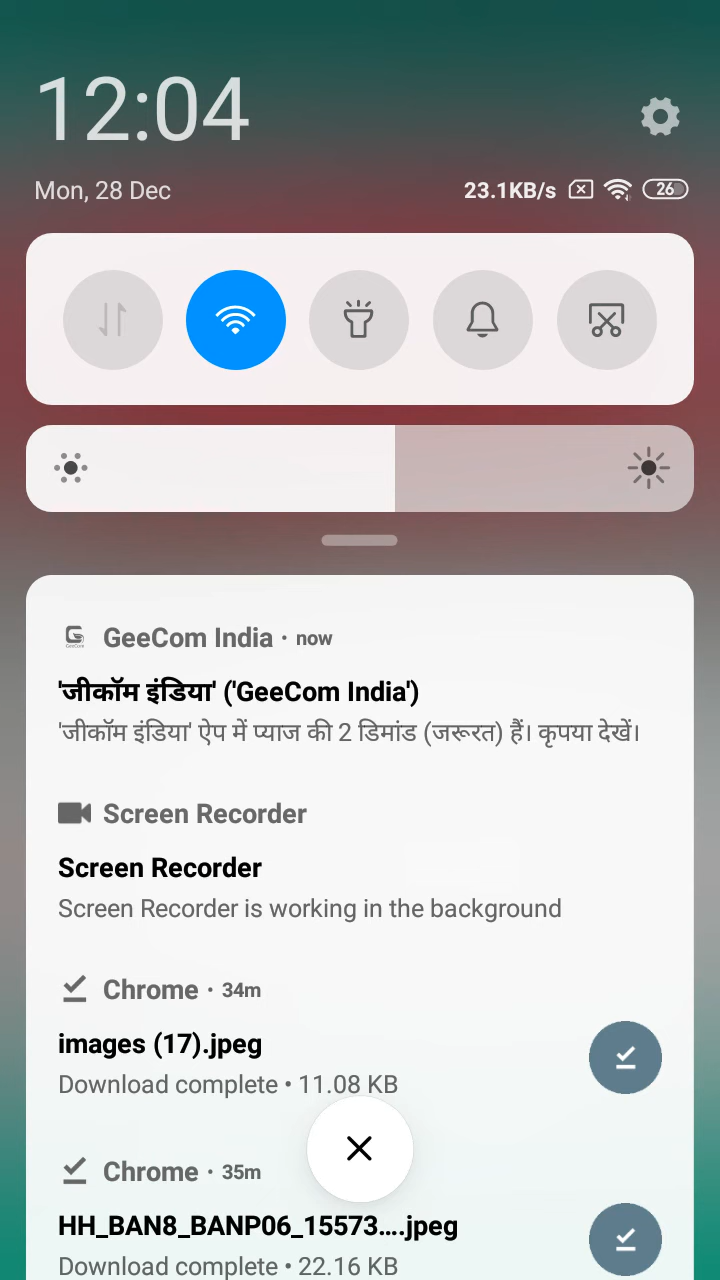 12:04
Mon, 28 Dec
23.1KB/s
26
GeeCom India • now
'जीकॉम इंडिया' ('GeeCom India')
'जीकॉम इंडिया' ऐप में प्याज की 2 डिमांड (जरूरत) हैं। कृपया देखें।
Screen Recorder
Screen Recorder
Screen Recorder is working in the background
Chrome • 34m
images (17).jpeg
Download complete • 11.08 KB
Chrome • 35m
HH_BAN8_BANP06_15573....jpeg
Download complete • 22.16 KB